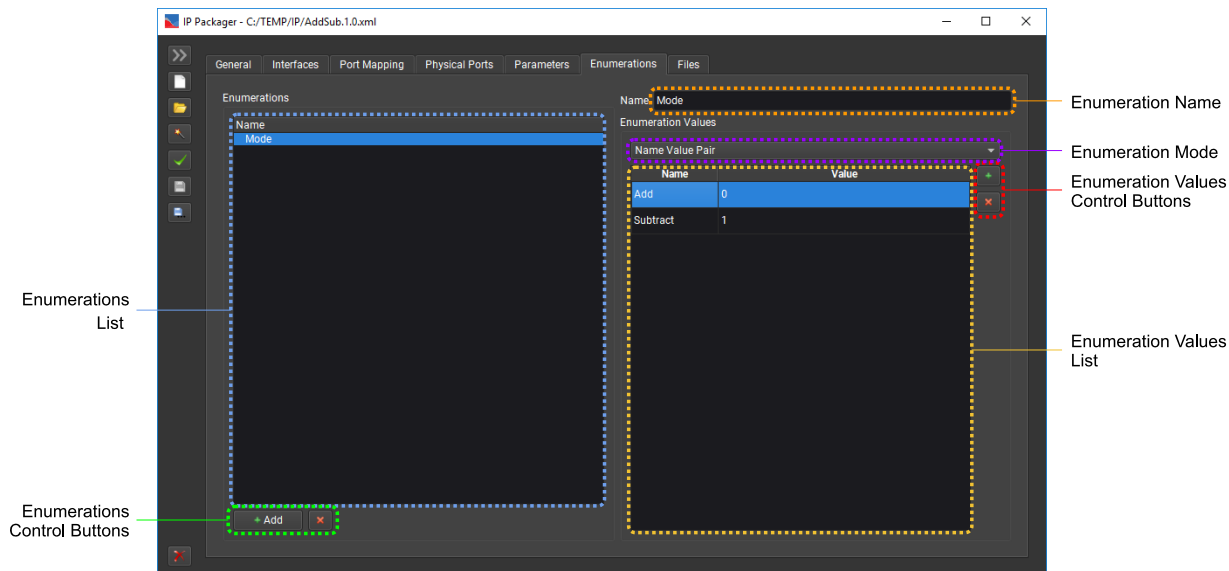 IP Packager - C:/TEMP/IP/AddSub.1.0.xml
General Interfaces Port Mapping Physical Ports Parameters Enumerations Files
Enumerations
Name
Mode
+ Add
Name Mode
Enumeration Values
Name Value Pair
Name Value
Add 0
Subtract 1
Enumeration Name
Enumeration Mode
Enumeration Values
Control Buttons
Enumeration Values
List
Enumerations
List
Enumerations
Control Buttons